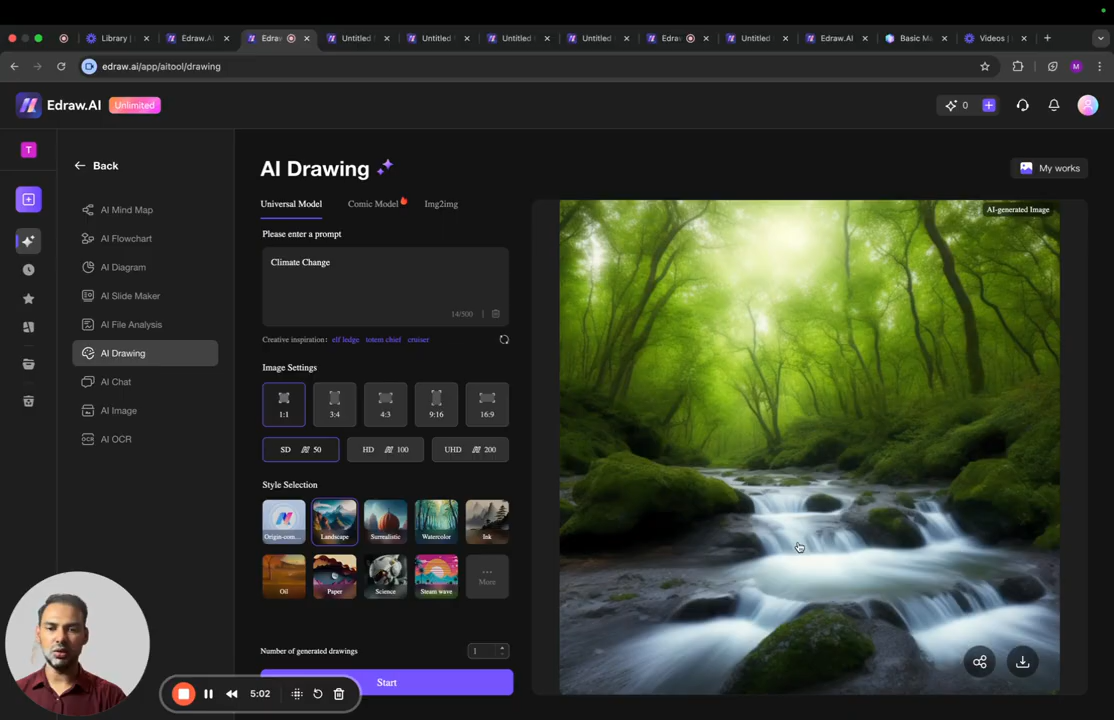 Library |
Edraw.AI
Edraw
Untitled f
Untitled f
Untitled f
Untitled
Edraw
Untitled
Edraw.AI
Basic M
Videos |
edraw.ai/app/aitool/drawing
M
Edraw.AI
Unlimited
0
T
Back
AI Mind Map
AI Flowchart
AI Diagram
AI Slide Maker
AI File Analysis
AI Drawing
AI Chat
AI Image
OCR AI OCR
AI Drawing
My works
Universal Model
Comic Model
Img2img
Please enter a prompt
Climate Change
14/500
Creative inspiration: elf ledge totem chief cruiser
Image Settings
1:1
3:4
4:3
9:16
16:9
SD 50
HD 100
UHD 200
Style Selection
Origin-com...
Landscape
Surrealistic
Watercolor
Ink
Oil
Paper
Science
Steam wave
More
Number of generated drawings
1
Start
AI-generated Image
5:02